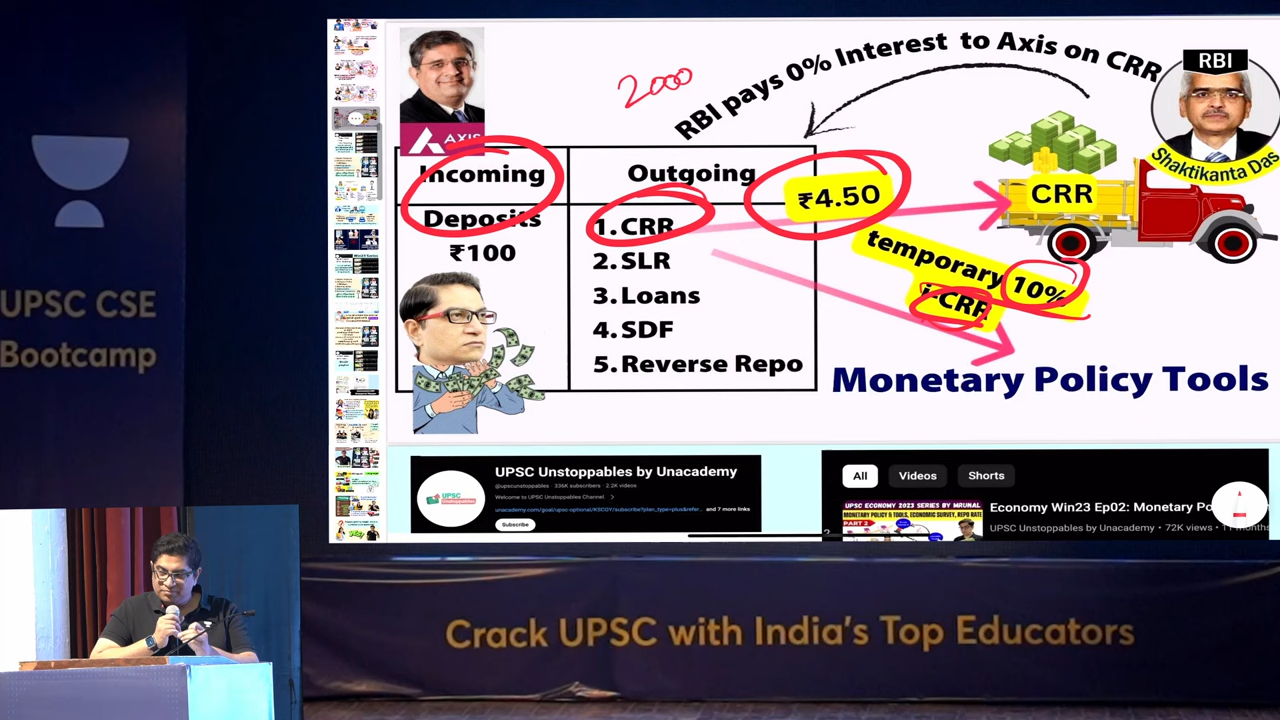 UPSC CSE
Bootcamp
2000
RBI pays 0% Interest to Axis on CRR
RBI
Shaktikanta Das
AXIS
Incoming
Outgoing
₹4.50
CRR
Deposits
₹100
1. CRR
2. SLR
3. Loans
4. SDF
5. Reverse Repo
temporary 10%
i-CRR
Monetary Policy Tools
UPSC Unstoppables by Unacademy
@upscunstoppables · 336K subscribers · 2.2K videos
Welcome to UPSC Unstoppables Channel
unacademy.com/goal/upsc-optional/KSCGY/subscribe?plan_type=plus&refer... and 7 more links
Subscribe
All
Videos
Shorts
UPSC ECONOMY 2023 SERIES BY MRUNAL
MONETARY POLICY & TOOLS, ECONOMIC SURVEY, REPO RATE
PART 2
Economy Win23 Ep02: Monetary Po
UPSC Unstoppables by Unacademy • 72K views • 11 months
Crack UPSC with India's Top Educators